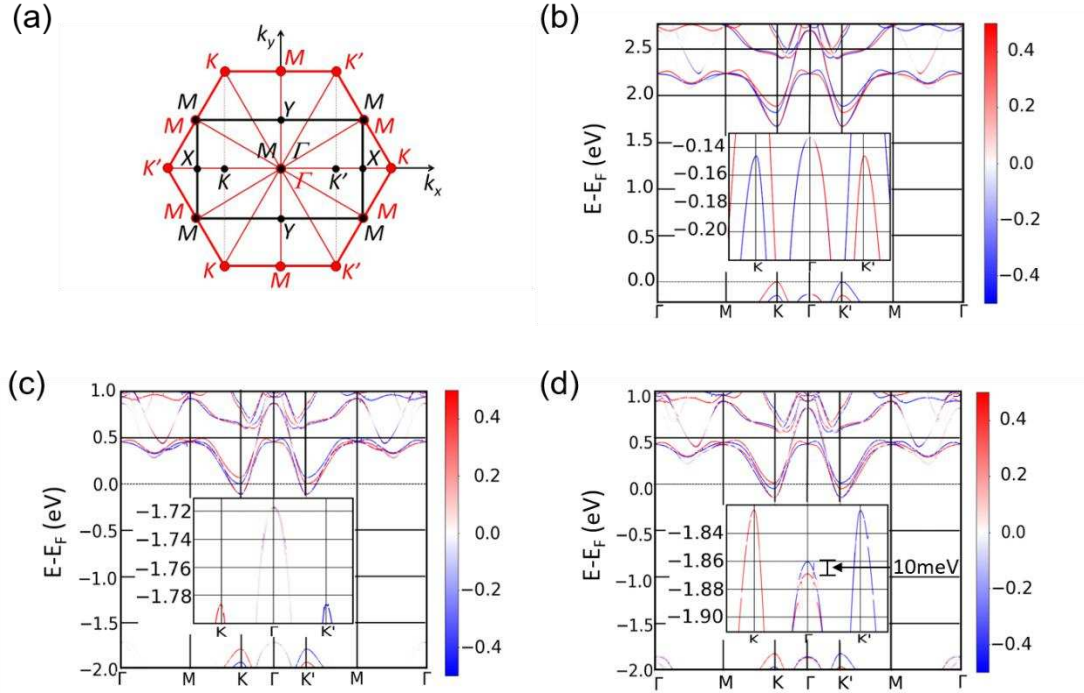 (a)
k_y
K M K'
M Y M
M M
X M Γ X
K' K Γ K' K
k_x
M M
M Y M
K M K'
(b)
E-E_F (eV)
2.5
2.0
1.5
1.0
0.5
0.0
−0.14
−0.16
−0.18
−0.20
K Γ K'
Γ M K Γ K' M Γ
0.4
0.2
0.0
−0.2
−0.4
(c)
E-E_F (eV)
1.0
0.5
0.0
−0.5
−1.0
−1.5
−2.0
−1.72
−1.74
−1.76
−1.78
K Γ K'
Γ M K Γ K' M Γ
0.4
0.2
0.0
−0.2
−0.4
(d)
E-E_F (eV)
1.0
0.5
0.0
−0.5
−1.0
−1.5
−2.0
−1.84
−1.86
−1.88
−1.90
10meV
K Γ K'
Γ M K Γ K' M Γ
0.4
0.2
0.0
−0.2
−0.4